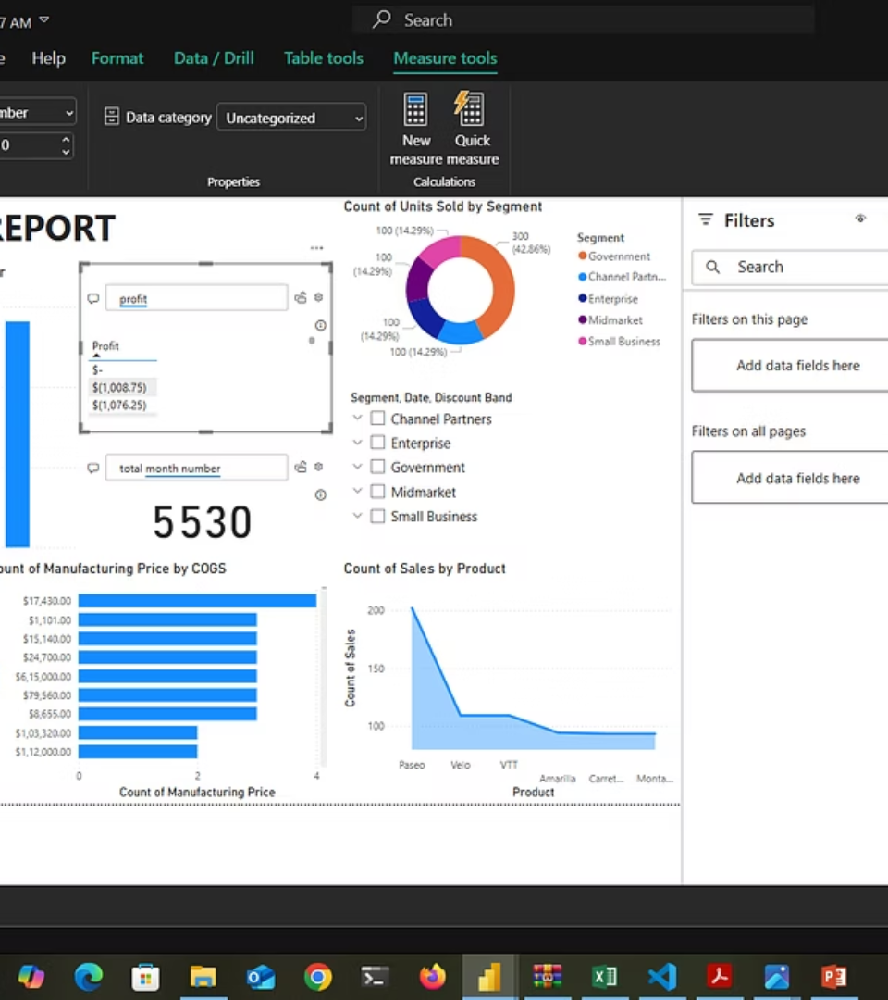 7 AM
Search
e
Help
Format
Data / Drill
Table tools
Measure tools
mber
Data category
Uncategorized
0
New
measure
Quick
measure
Properties
Calculations
REPORT
r
profit
Profit
$-
$(1,008.75)
$(1,076.25)
total month number
5530
Count of Units Sold by Segment
100 (14.29%)
300
(42.86%)
100
(14.29%)
100
(14.29%)
100 (14.29%)
Segment
Government
Channel Partn...
Enterprise
Midmarket
Small Business
Segment, Date, Discount Band
Channel Partners
Enterprise
Government
Midmarket
Small Business
ount of Manufacturing Price by COGS
$17,430.00
$1,101.00
$15,140.00
$24,700.00
$6,15,000.00
$79,560.00
$8,655.00
$1,03,320.00
$1,12,000.00
0
2
4
Count of Manufacturing Price
Count of Sales by Product
Count of Sales
200
150
100
Paseo
Velo
VTT
Amarilla
Carret...
Monta...
Product
Filters
Search
Filters on this page
Add data fields here
Filters on all pages
Add data fields here